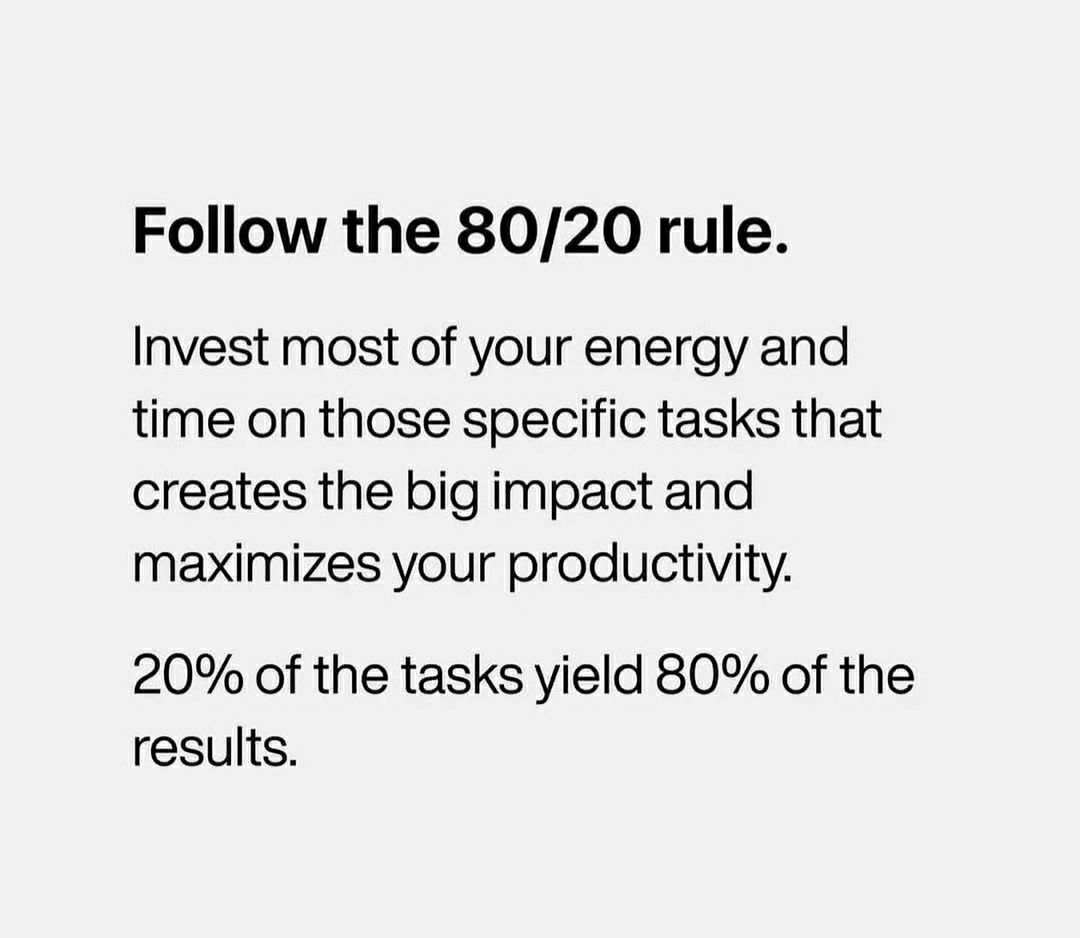 Follow the 80/20 rule.
Invest most of your energy and
time on those specific tasks that
creates the big impact and
maximizes your productivity.
20% of the tasks yield 80% of the
results.